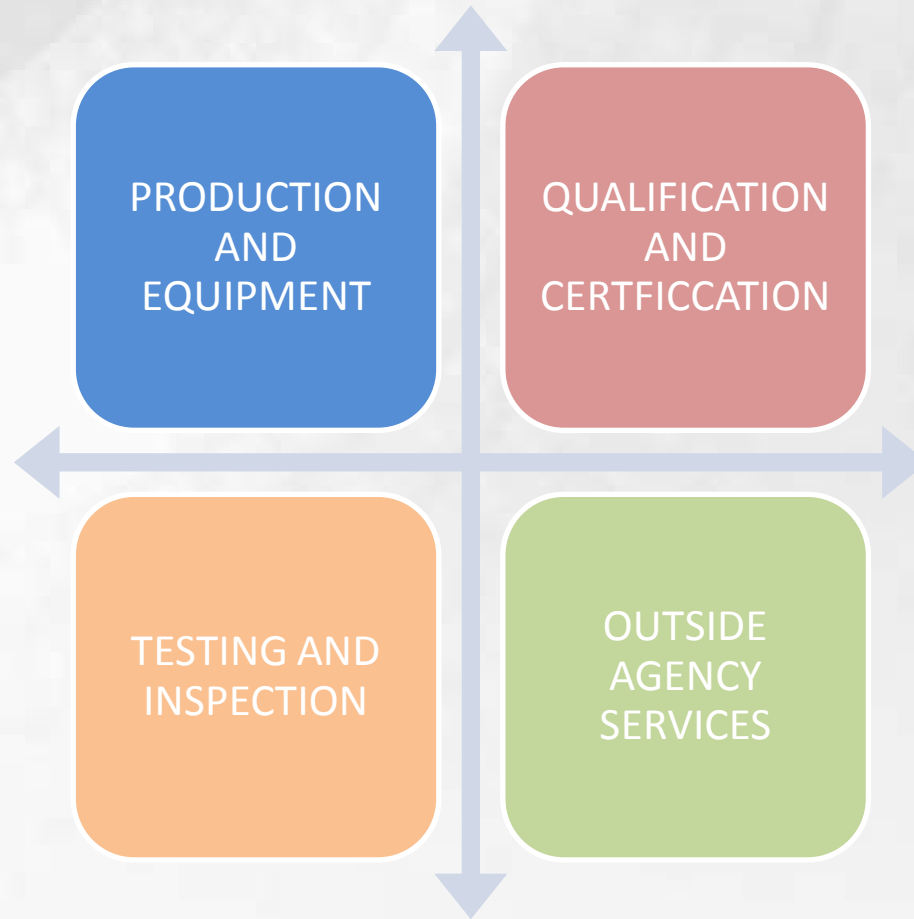 PRODUCTION
AND
EQUIPMENT
QUALIFICATION
AND
CERTFICCATION
TESTING AND
INSPECTION
OUTSIDE
AGENCY
SERVICES